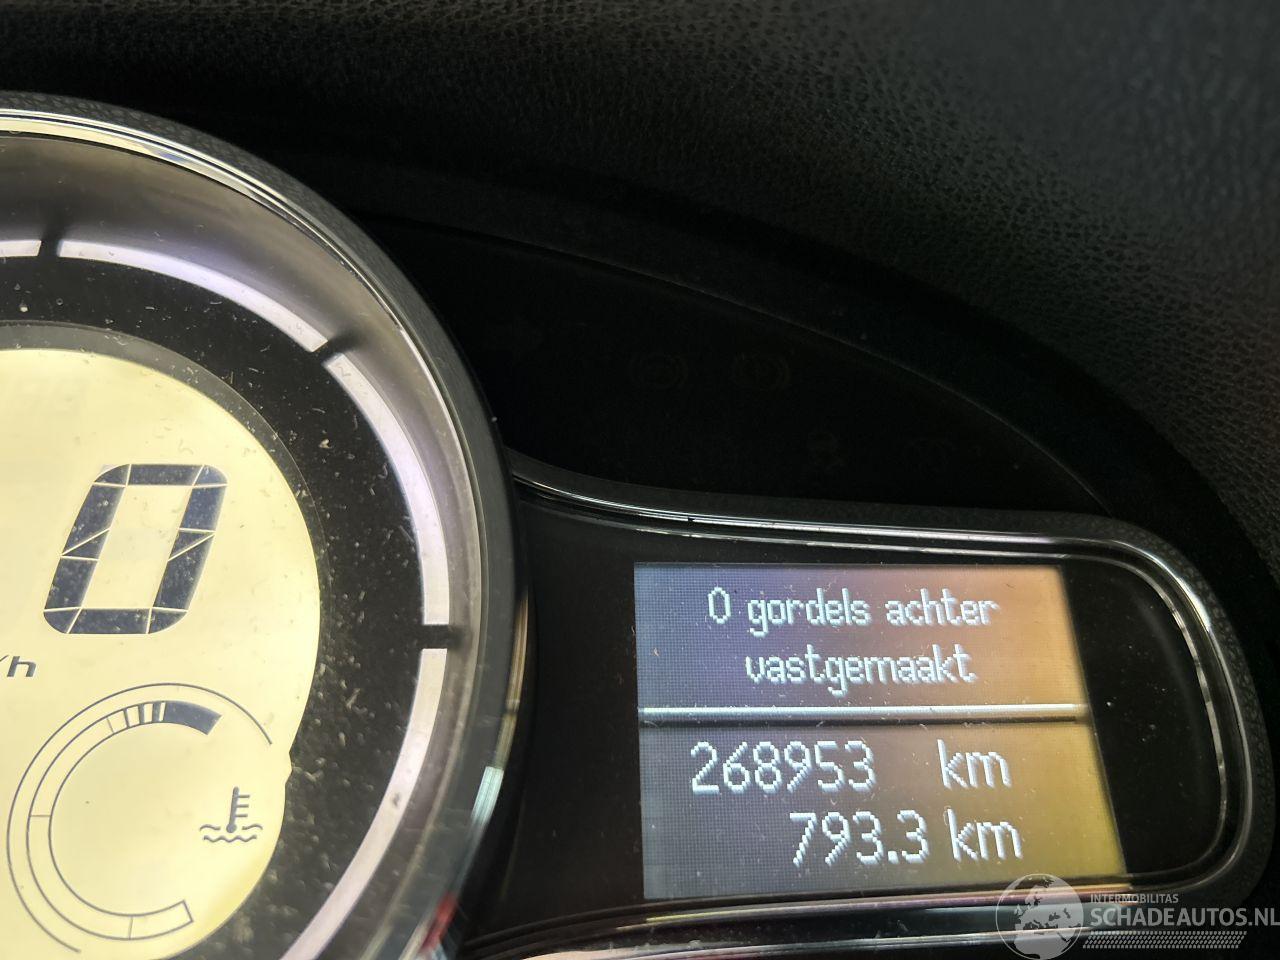 0 gordels achter
vastgemaakt
268953 km
793.3 km
0
/h
INTERMOBILITAS
SCHADEAUTOS.NL